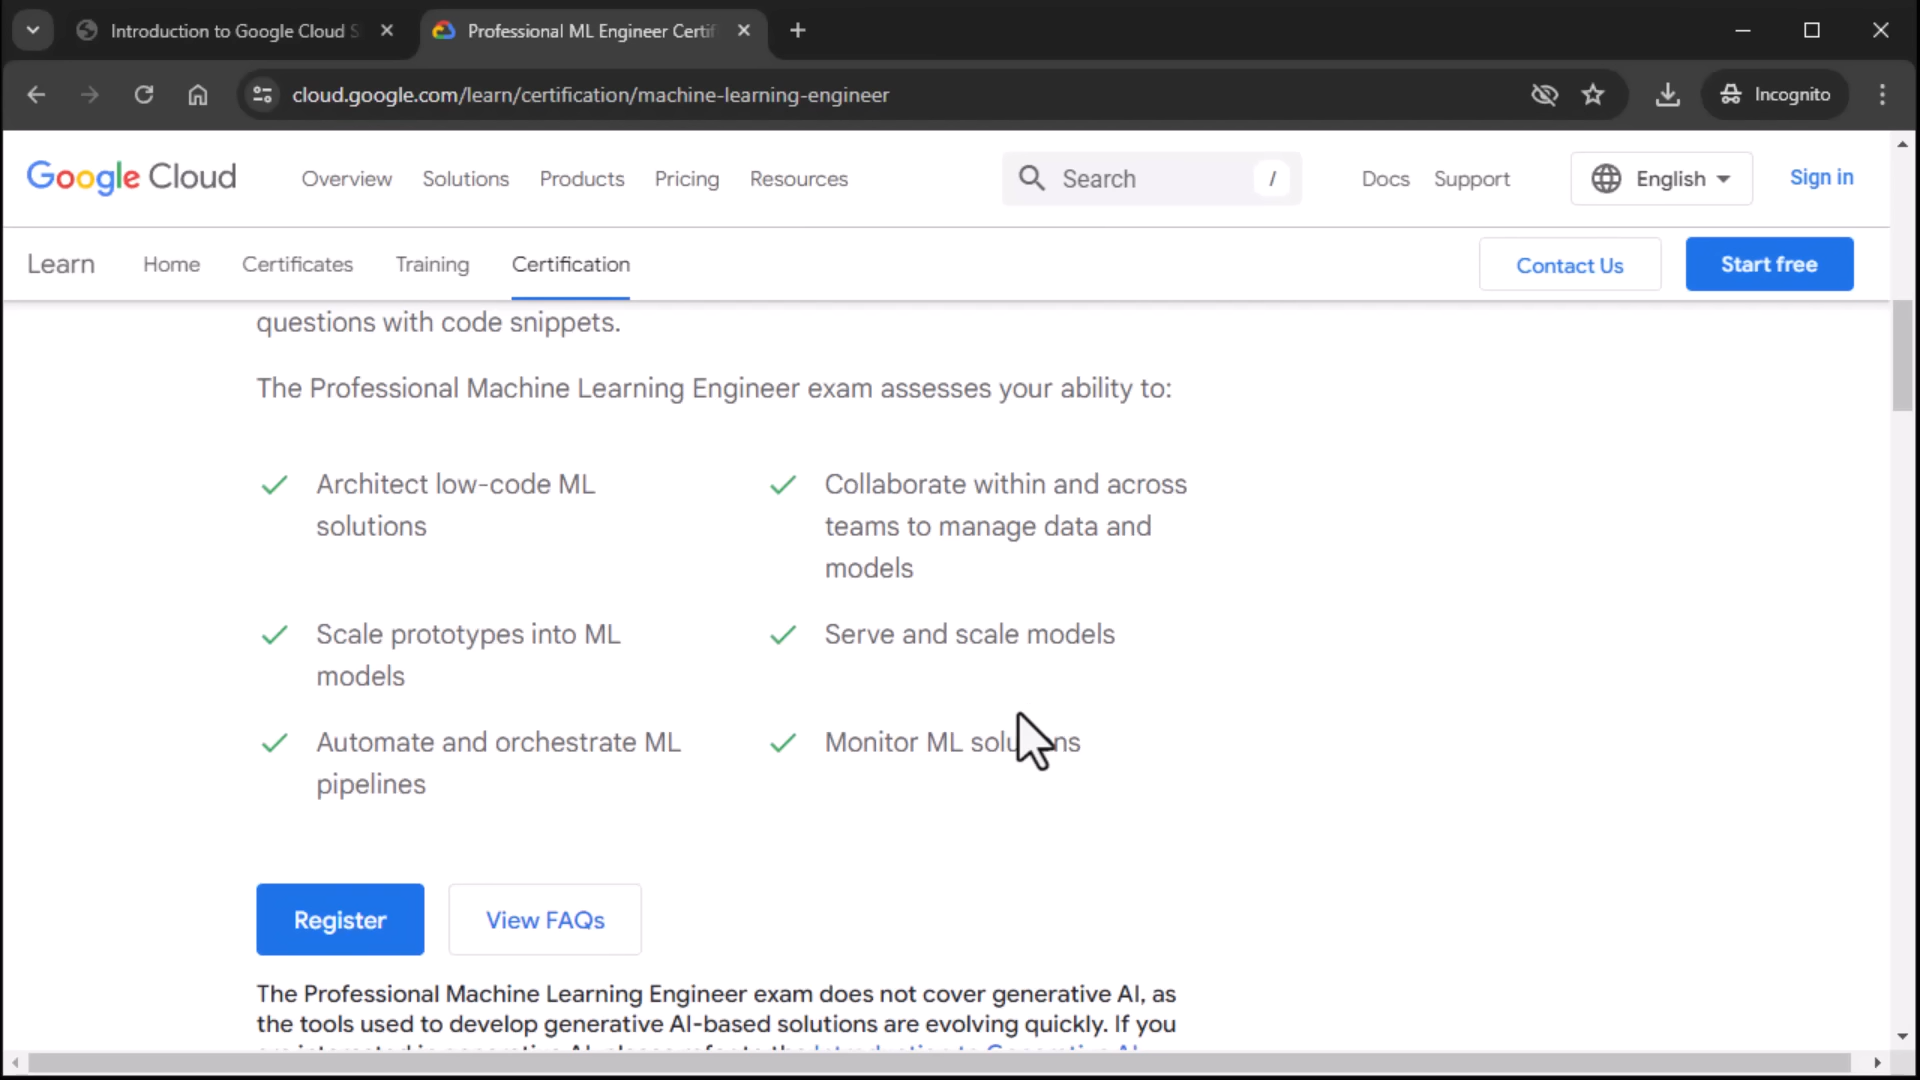 Introduction to Google Cloud S
Professional ML Engineer Certif
cloud.google.com/learn/certification/machine-learning-engineer
Incognito
Google Cloud
Overview
Solutions
Products
Pricing
Resources
Search
/
Docs
Support
English
Sign in
Learn
Home
Certificates
Training
Certification
Contact Us
Start free
questions with code snippets.
The Professional Machine Learning Engineer exam assesses your ability to:
Architect low-code ML
solutions
Collaborate within and across
teams to manage data and
models
Scale prototypes into ML
models
Serve and scale models
Automate and orchestrate ML
pipelines
Monitor ML solutions
Register
View FAQs
The Professional Machine Learning Engineer exam does not cover generative AI, as
the tools used to develop generative AI-based solutions are evolving quickly. If you